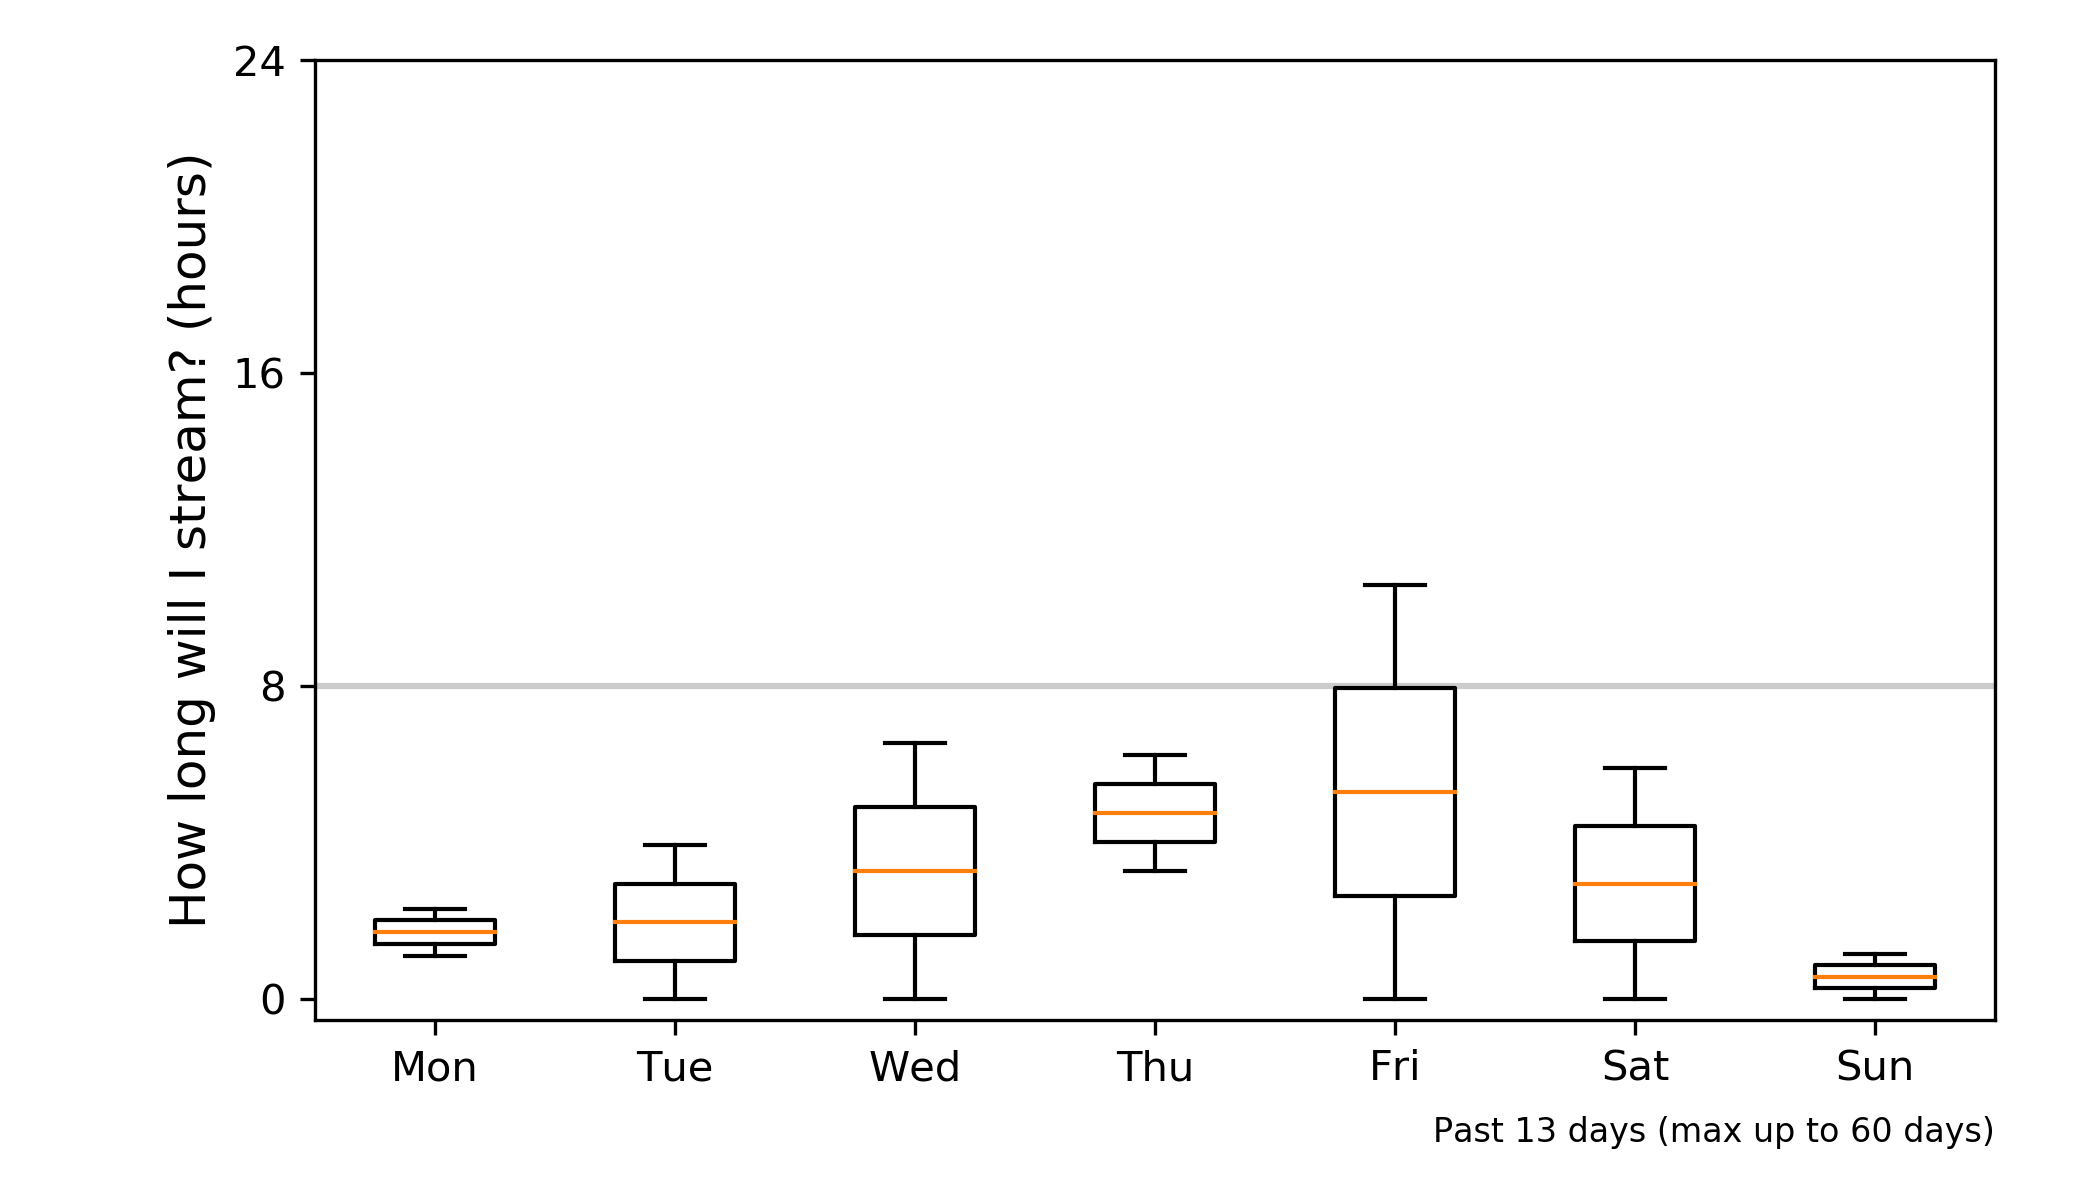 How long will I stream? (hours)
24
16
8
0
Mon Tue Wed Thu Fri Sat Sun
Past 13 days (max up to 60 days)